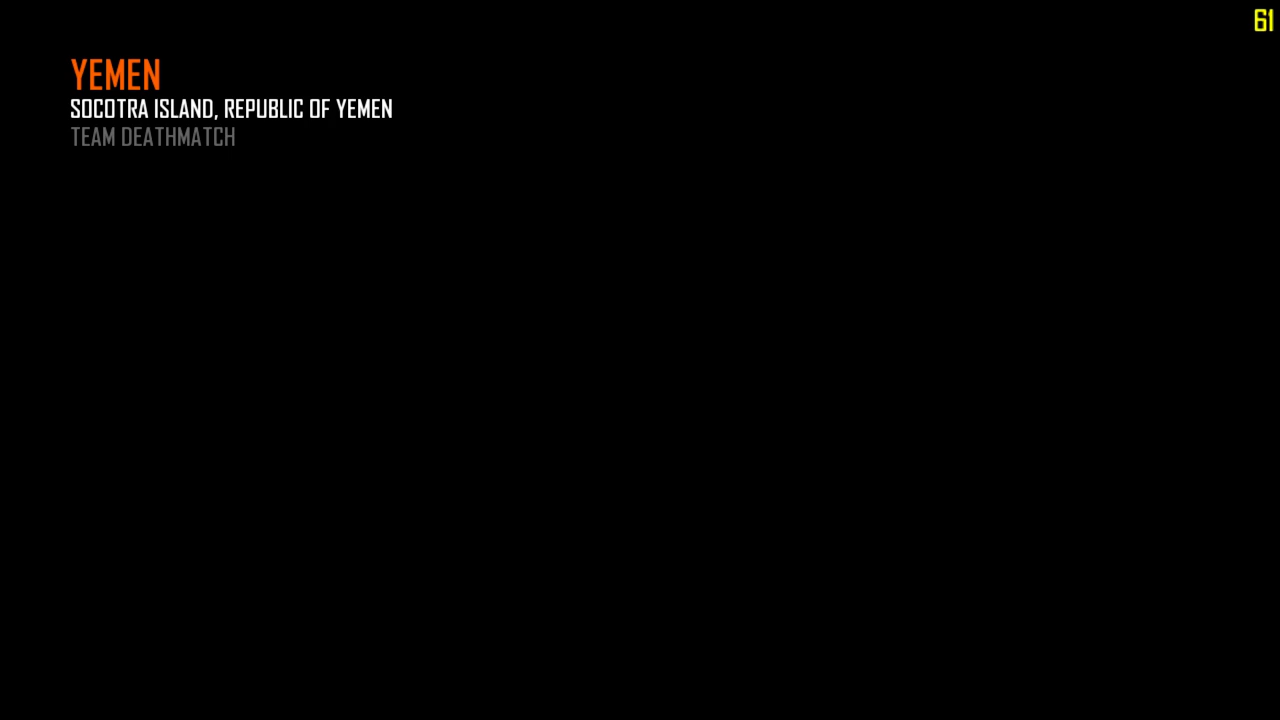 61
YEMEN
SOCOTRA ISLAND, REPUBLIC OF YEMEN
TEAM DEATHMATCH